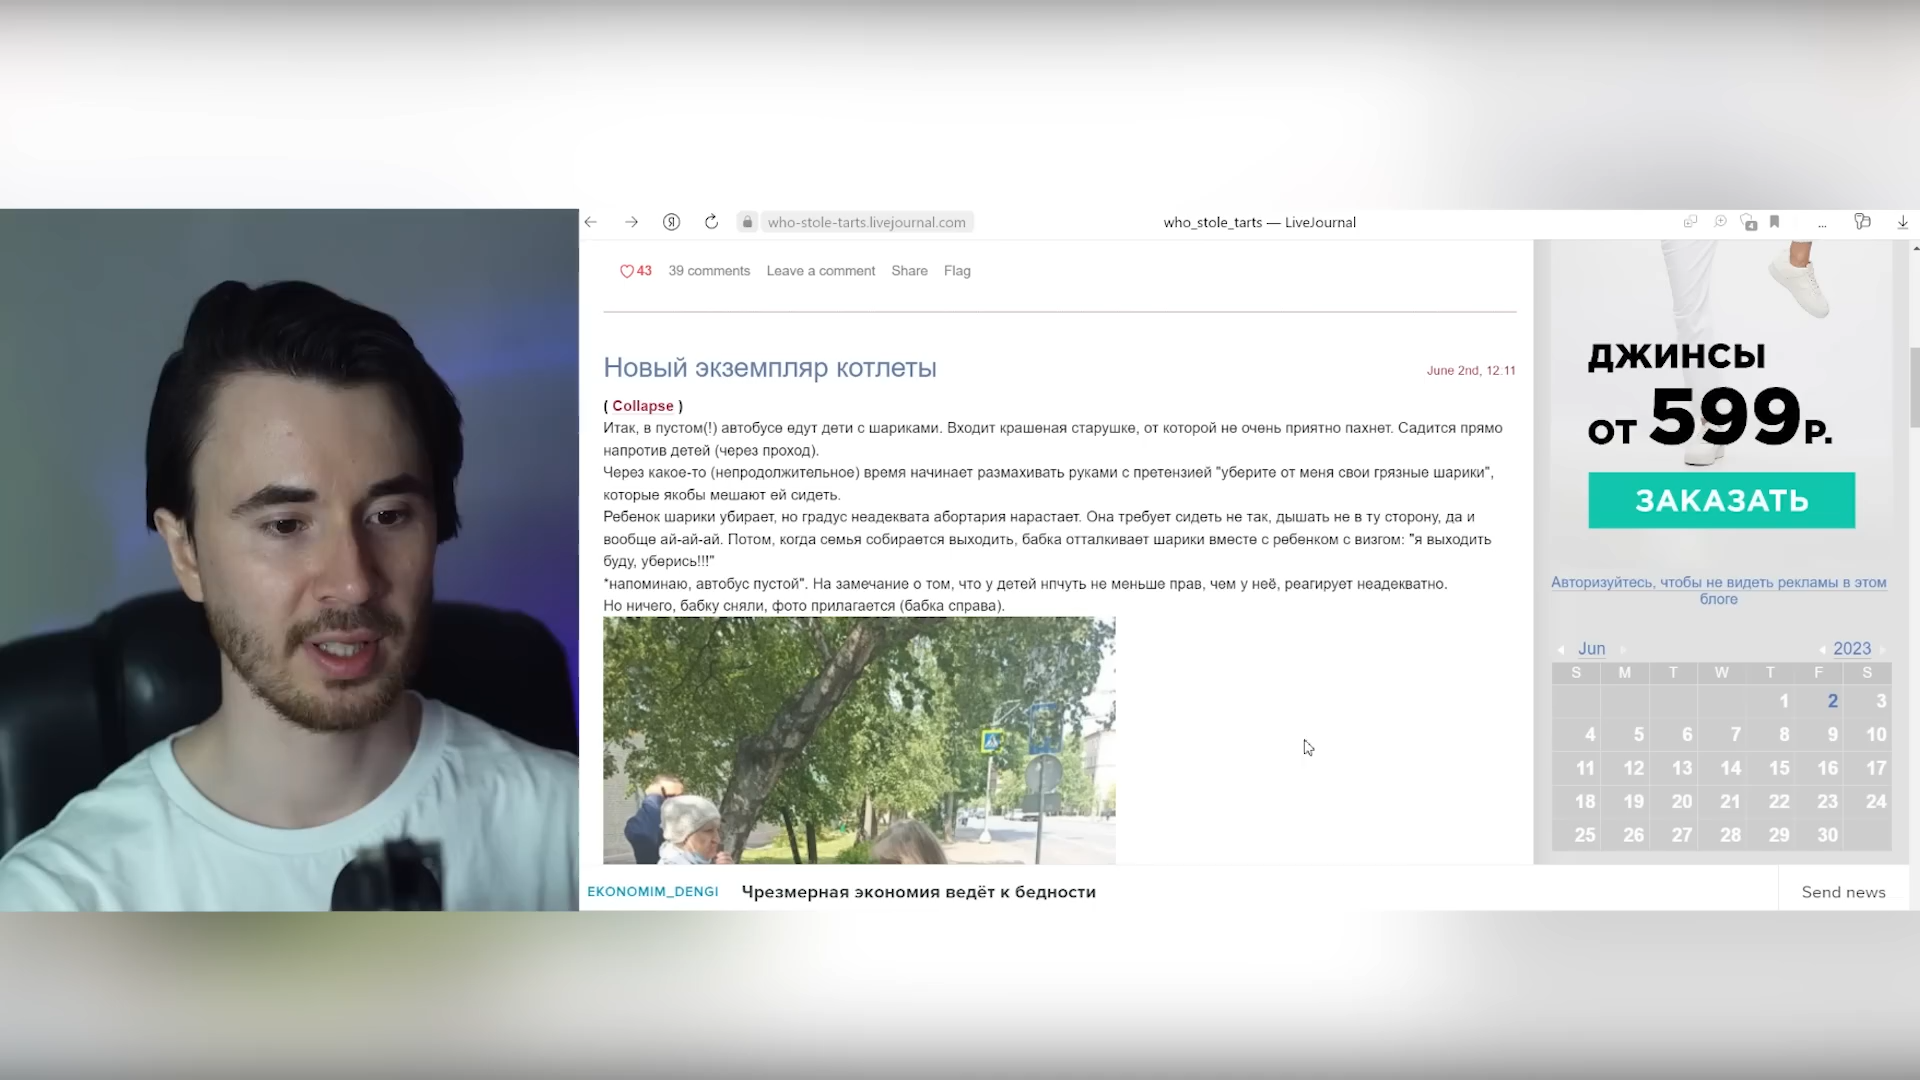 who-stole-tarts.livejournal.com
who_stole_tarts — LiveJournal
4
...
43 39 comments Leave a comment Share Flag
Новый экземпляр котлеты
June 2nd, 12:11
( Collapse )
Итак, в пустом(!) автобусе едут дети с шариками. Входит крашеная старушке, от которой не очень приятно пахнет. Садится прямо
напротив детей (через проход).
Через какое-то (непродолжительное) время начинает размахивать руками с претензией "уберите от меня свои грязные шарики",
которые якобы мешают ей сидеть.
Ребенок шарики убирает, но градус неадеквата абортария нарастает. Она требует сидеть не так, дышать не в ту сторону, да и
вообще ай-ай-ай. Потом, когда семья собирается выходить, бабка отталкивает шарики вместе с ребенком с визгом: "я выходить
буду, уберись!!!"
*напоминаю, автобус пустой". На замечание о том, что у детей нпчуть не меньше прав, чем у неё, реагирует неадекватно.
Но ничего, бабку сняли, фото прилагается (бабка справа).
ДЖИНСЫ
ОТ 599Р.
ЗАКАЗАТЬ
Авторизуйтесь, чтобы не видеть рекламы в этом
блоге
Jun 2023
S M T W T F S
1 2 3
4 5 6 7 8 9 10
11 12 13 14 15 16 17
18 19 20 21 22 23 24
25 26 27 28 29 30
EKONOMIM_DENGI Чрезмерная экономия ведёт к бедности
Send news